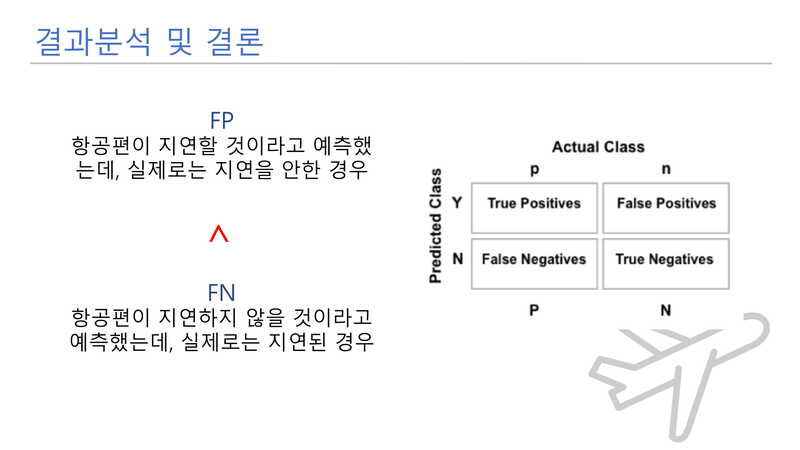 결과분석 및 결론
FP
항공편이 지연할 것이라고 예측했
는데, 실제로는 지연을 안한 경우
<
FN
항공편이 지연하지 않을 것이라고
예측했는데, 실제로는 지연된 경우
Actual Class
p n
Predicted Class
Y True Positives False Positives
N False Negatives True Negatives
P N